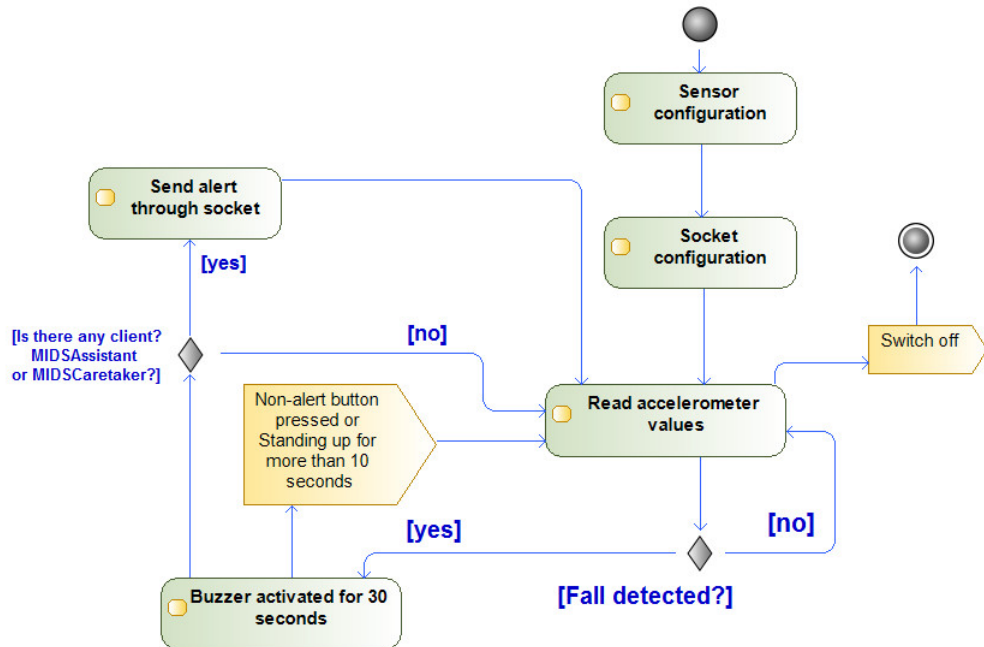 Sensor
configuration
Send alert
through socket
Socket
configuration
[yes]
[Is there any client?
MIDSAssistant
or MIDSCaretaker?]
[no]
Switch off
Non-alert button
pressed or
Standing up for
more than 10
seconds
Read accelerometer
values
[yes]
[no]
[Fall detected?]
Buzzer activated for 30
seconds